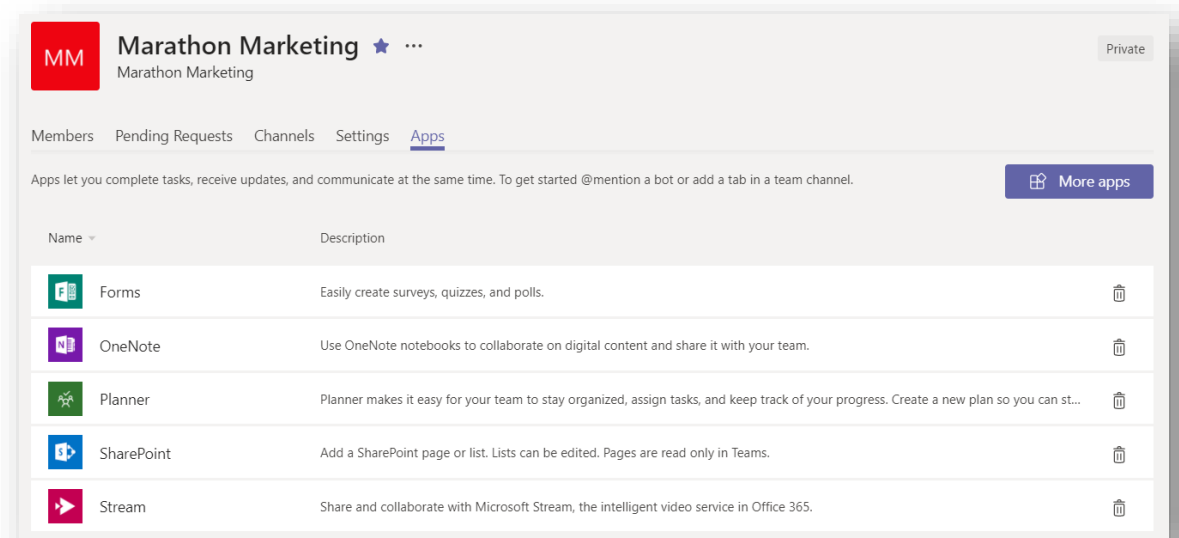 MM
Marathon Marketing ...
Marathon Marketing
Private
Members Pending Requests Channels Settings Apps
Apps let you complete tasks, receive updates, and communicate at the same time. To get started @mention a bot or add a tab in a team channel.
More apps
Name Description
Forms Easily create surveys, quizzes, and polls.
OneNote Use OneNote notebooks to collaborate on digital content and share it with your team.
Planner Planner makes it easy for your team to stay organized, assign tasks, and keep track of your progress. Create a new plan so you can st...
SharePoint Add a SharePoint page or list. Lists can be edited. Pages are read only in Teams.
Stream Share and collaborate with Microsoft Stream, the intelligent video service in Office 365.